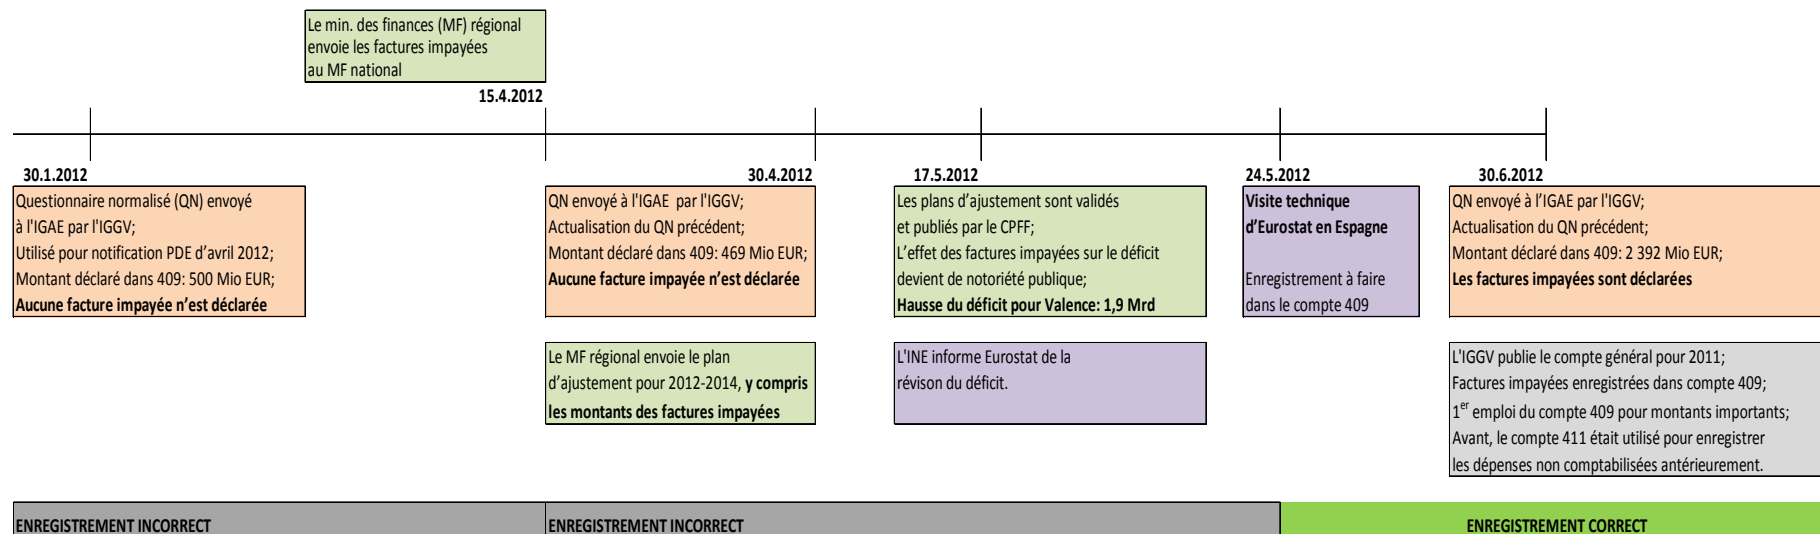 Le min. des finances (MF) régional
envoie les factures impayées
au MF national
15.4.2012
30.1.2012
Questionnaire normalisé (QN) envoyé
à l'IGAE par l'IGGV;
Utilisé pour notification PDE d'avril 2012;
Montant déclaré dans 409: 500 Mio EUR;
Aucune facture impayée n'est déclarée
30.4.2012
QN envoyé à l'IGAE par l'IGGV;
Actualisation du QN précédent;
Montant déclaré dans 409: 469 Mio EUR;
Aucune facture impayée n'est déclarée
Le MF régional envoie le plan
d'ajustement pour 2012-2014, y compris
les montants des factures impayées
17.5.2012
Les plans d'ajustement sont validés
et publiés par le CPFF;
L'effet des factures impayées sur le déficit
devient de notoriété publique;
Hausse du déficit pour Valence: 1,9 Mrd
L'INE informe Eurostat de la
révison du déficit.
24.5.2012
Visite technique
d'Eurostat en Espagne
Enregistrement à faire
dans le compte 409
30.6.2012
QN envoyé à l'IGAE par l'IGGV;
Actualisation du QN précédent;
Montant déclaré dans 409: 2 392 Mio EUR;
Les factures impayées sont déclarées
L'IGGV publie le compte général pour 2011;
Factures impayées enregistrées dans compte 409;
1er emploi du compte 409 pour montants importants;
Avant, le compte 411 était utilisé pour enregistrer
les dépenses non comptabilisées antérieurement.
ENREGISTREMENT INCORRECT
ENREGISTREMENT INCORRECT
ENREGISTREMENT CORRECT